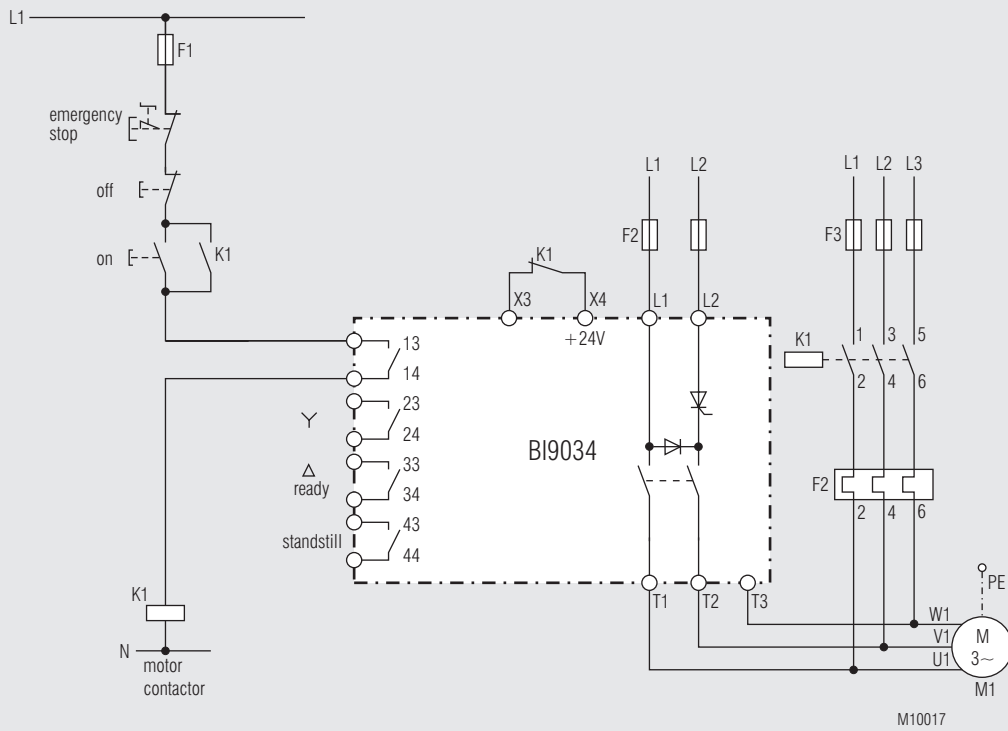 L1
F1
emergency
stop
off
on
K1
L1 L2
F2
L1 L2 L3
F3
K1
X3 X4 L1 L2
+24V
13
14
23
24
33
34
43
44
△
ready
standstill
BI9034
K1
1 3 5
2 4 6
F2
2 4 6
T1 T2 T3
PE
W1
V1
U1
M
3~
M1
K1
N
motor
contactor
M10017